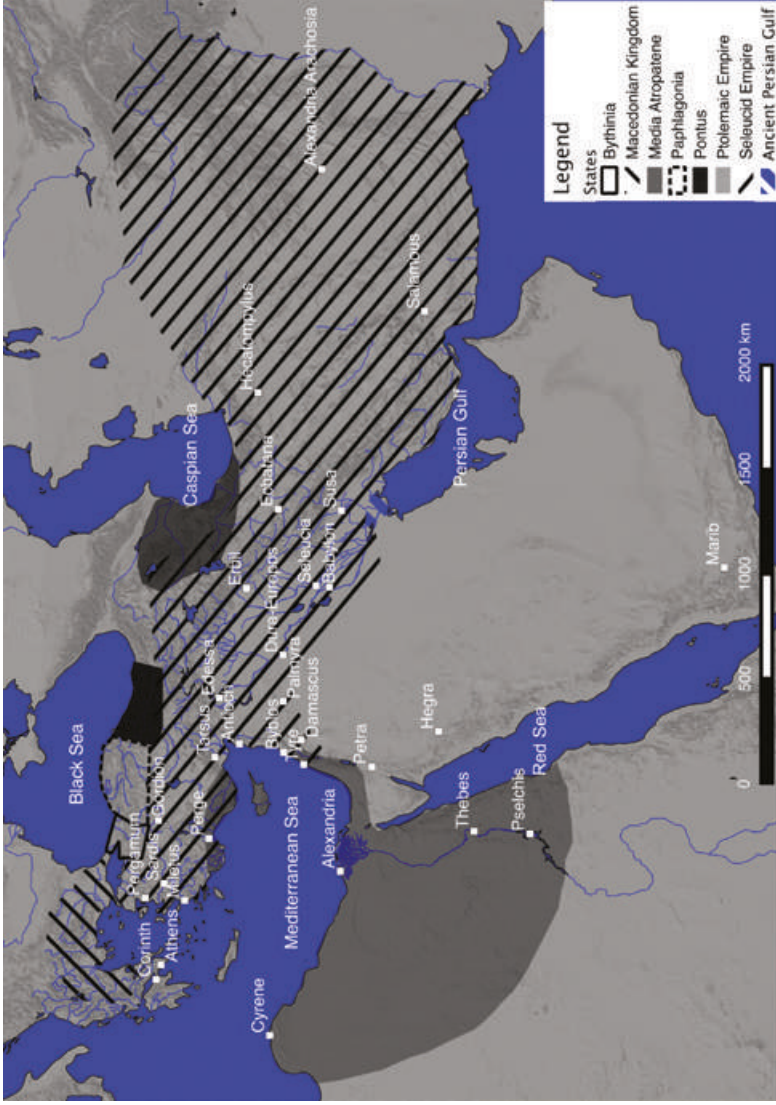 Black Sea
Caspian Sea
Pergamum
Sardis
Gordion
Miletus
Perge
Corinth
Athens
Tarsus
Edessa
Antioch
Erbil
Hecatompylus
Ecbatana
Alexandria Arachosia
Byblos
Tyre
Dura-Europos
Palmyra
Damascus
Seleucia
Babylon
Susa
Salamous
Mediterranean Sea
Cyrene
Alexandria
Petra
Hegra
Persian Gulf
Thebes
Pselchis
Red Sea
Marib
0
500
1000
1500
2000 km
Legend
States
Bythinia
Macedonian Kingdom
Media Atropatene
Paphlagonia
Pontus
Ptolemaic Empire
Seleucid Empire
Ancient Persian Gulf